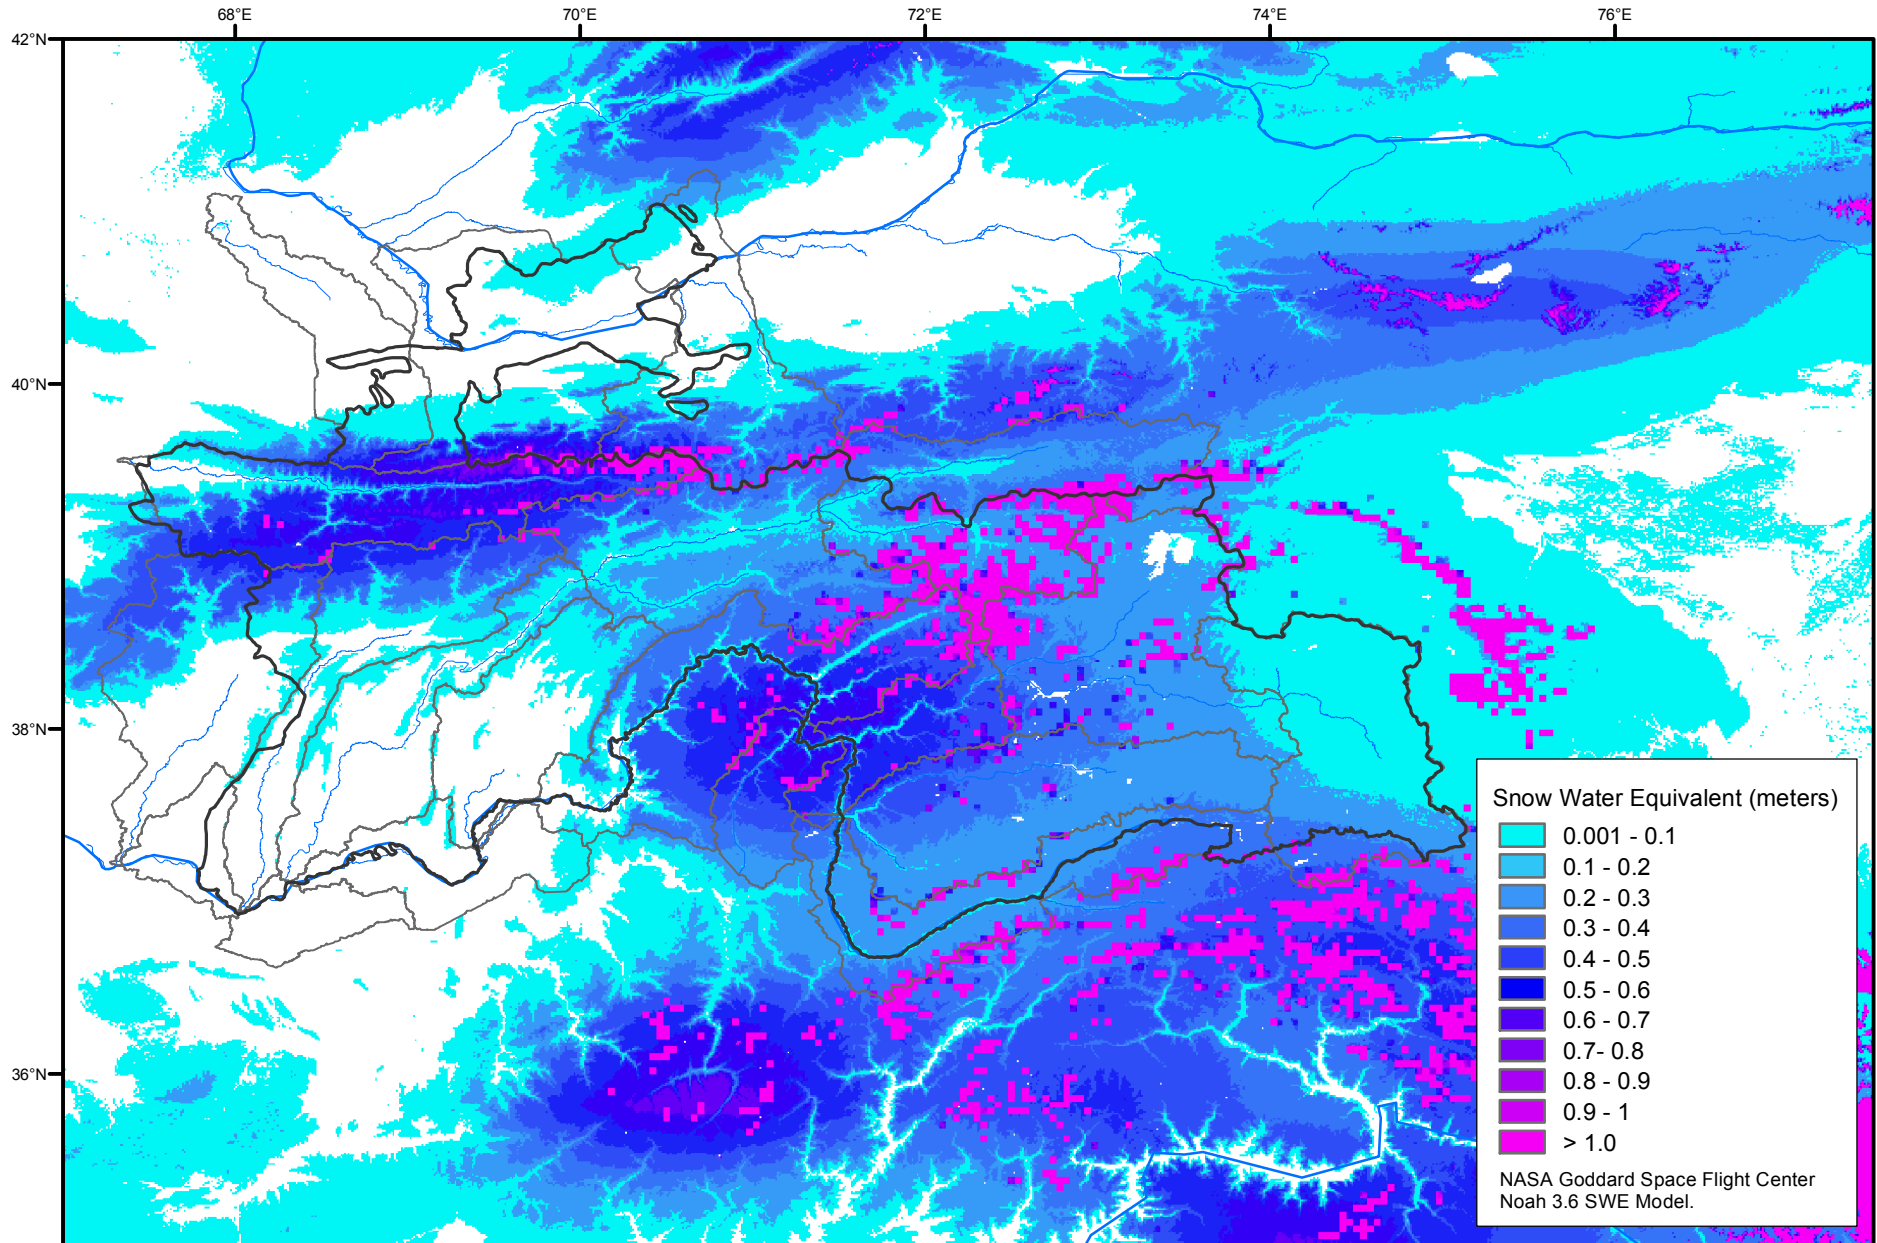 68°E 70°E 72°E 74°E 76°E
42°N
40°N
38°N
36°N
Snow Water Equivalent (meters)
0.001 - 0.1
0.1 - 0.2
0.2 - 0.3
0.3 - 0.4
0.4 - 0.5
0.5 - 0.6
0.6 - 0.7
0.7- 0.8
0.8 - 0.9
0.9 - 1
> 1.0
NASA Goddard Space Flight Center
Noah 3.6 SWE Model.